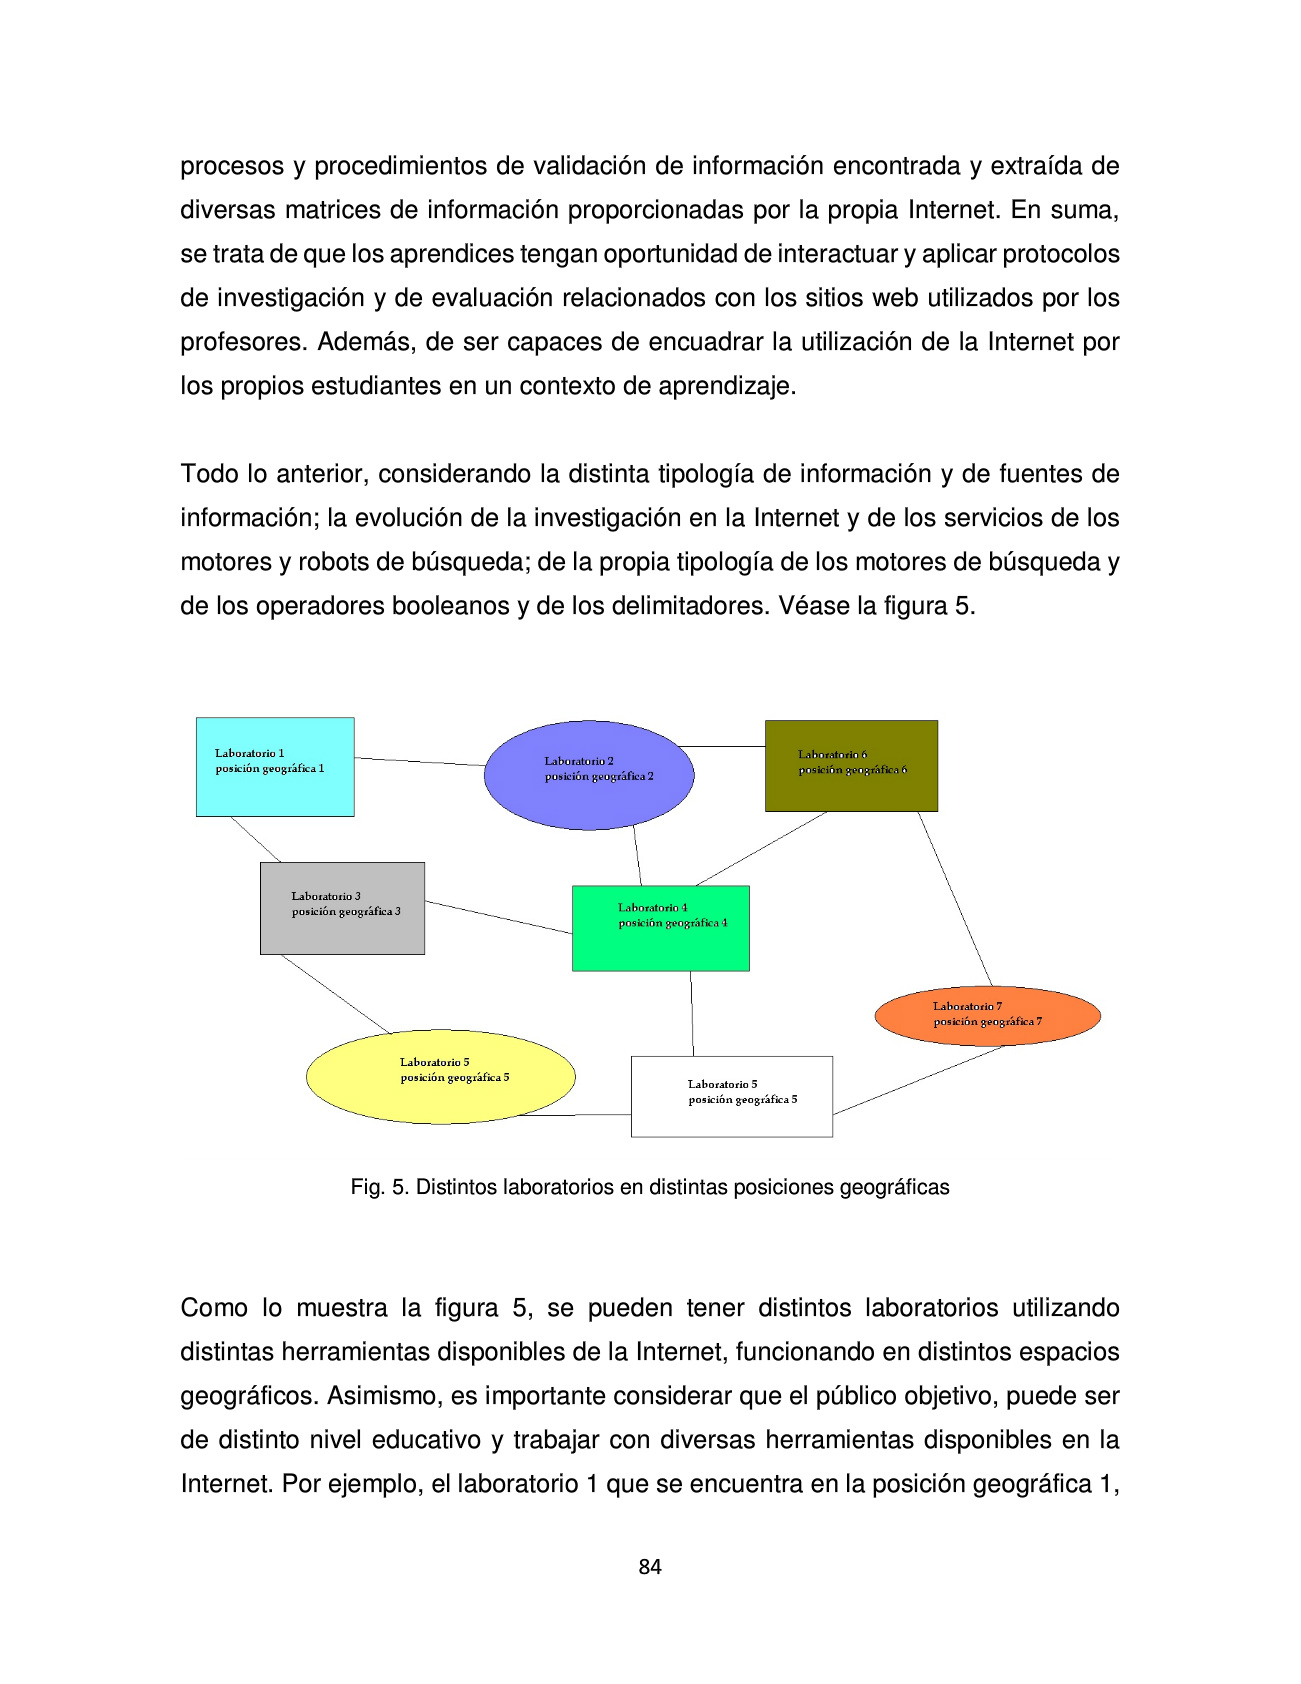 procesos y procedimientos de validación de información encontrada y extraída de
diversas matrices de información proporcionadas por la propia Internet. En suma,
se trata de que los aprendices tengan oportunidad de interactuar y aplicar protocolos
de investigación y de evaluación relacionados con los sitios web utilizados por los
profesores. Además, de ser capaces de encuadrar la utilización de la Internet por
los propios estudiantes en un contexto de aprendizaje.
Todo lo anterior, considerando la distinta tipología de información y de fuentes de
información; la evolución de la investigación en la Internet y de los servicios de los
motores y robots de búsqueda; de la propia tipología de los motores de búsqueda y
de los operadores booleanos y de los delimitadores. Véase la figura 5.
Laboratorio 1
posición geográfica 1
Laboratorio 2
posición geográfica 2
Laboratorio 6
posición geográfica 6
Laboratorio 3
posición geográfica 3
Laboratorio 4
posición geográfica 4
Laboratorio 7
posición geográfica 7
Laboratorio 5
posición geográfica 5
Laboratorio 5
posición geográfica 5
Fig. 5. Distintos laboratorios en distintas posiciones geográficas
Como lo muestra la figura 5, se pueden tener distintos laboratorios utilizando
distintas herramientas disponibles de la Internet, funcionando en distintos espacios
geográficos. Asimismo, es importante considerar que el público objetivo, puede ser
de distinto nivel educativo y trabajar con diversas herramientas disponibles en la
Internet. Por ejemplo, el laboratorio 1 que se encuentra en la posición geográfica 1,
84